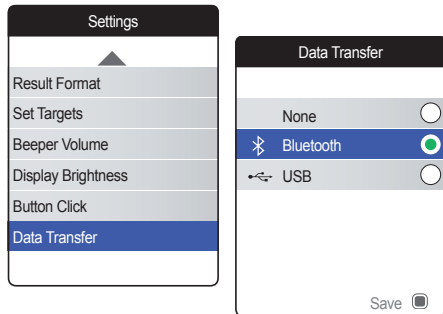 Settings
Result Format
Set Targets
Beeper Volume
Display Brightness
Button Click
Data Transfer
Data Transfer
None
Bluetooth
USB
Save